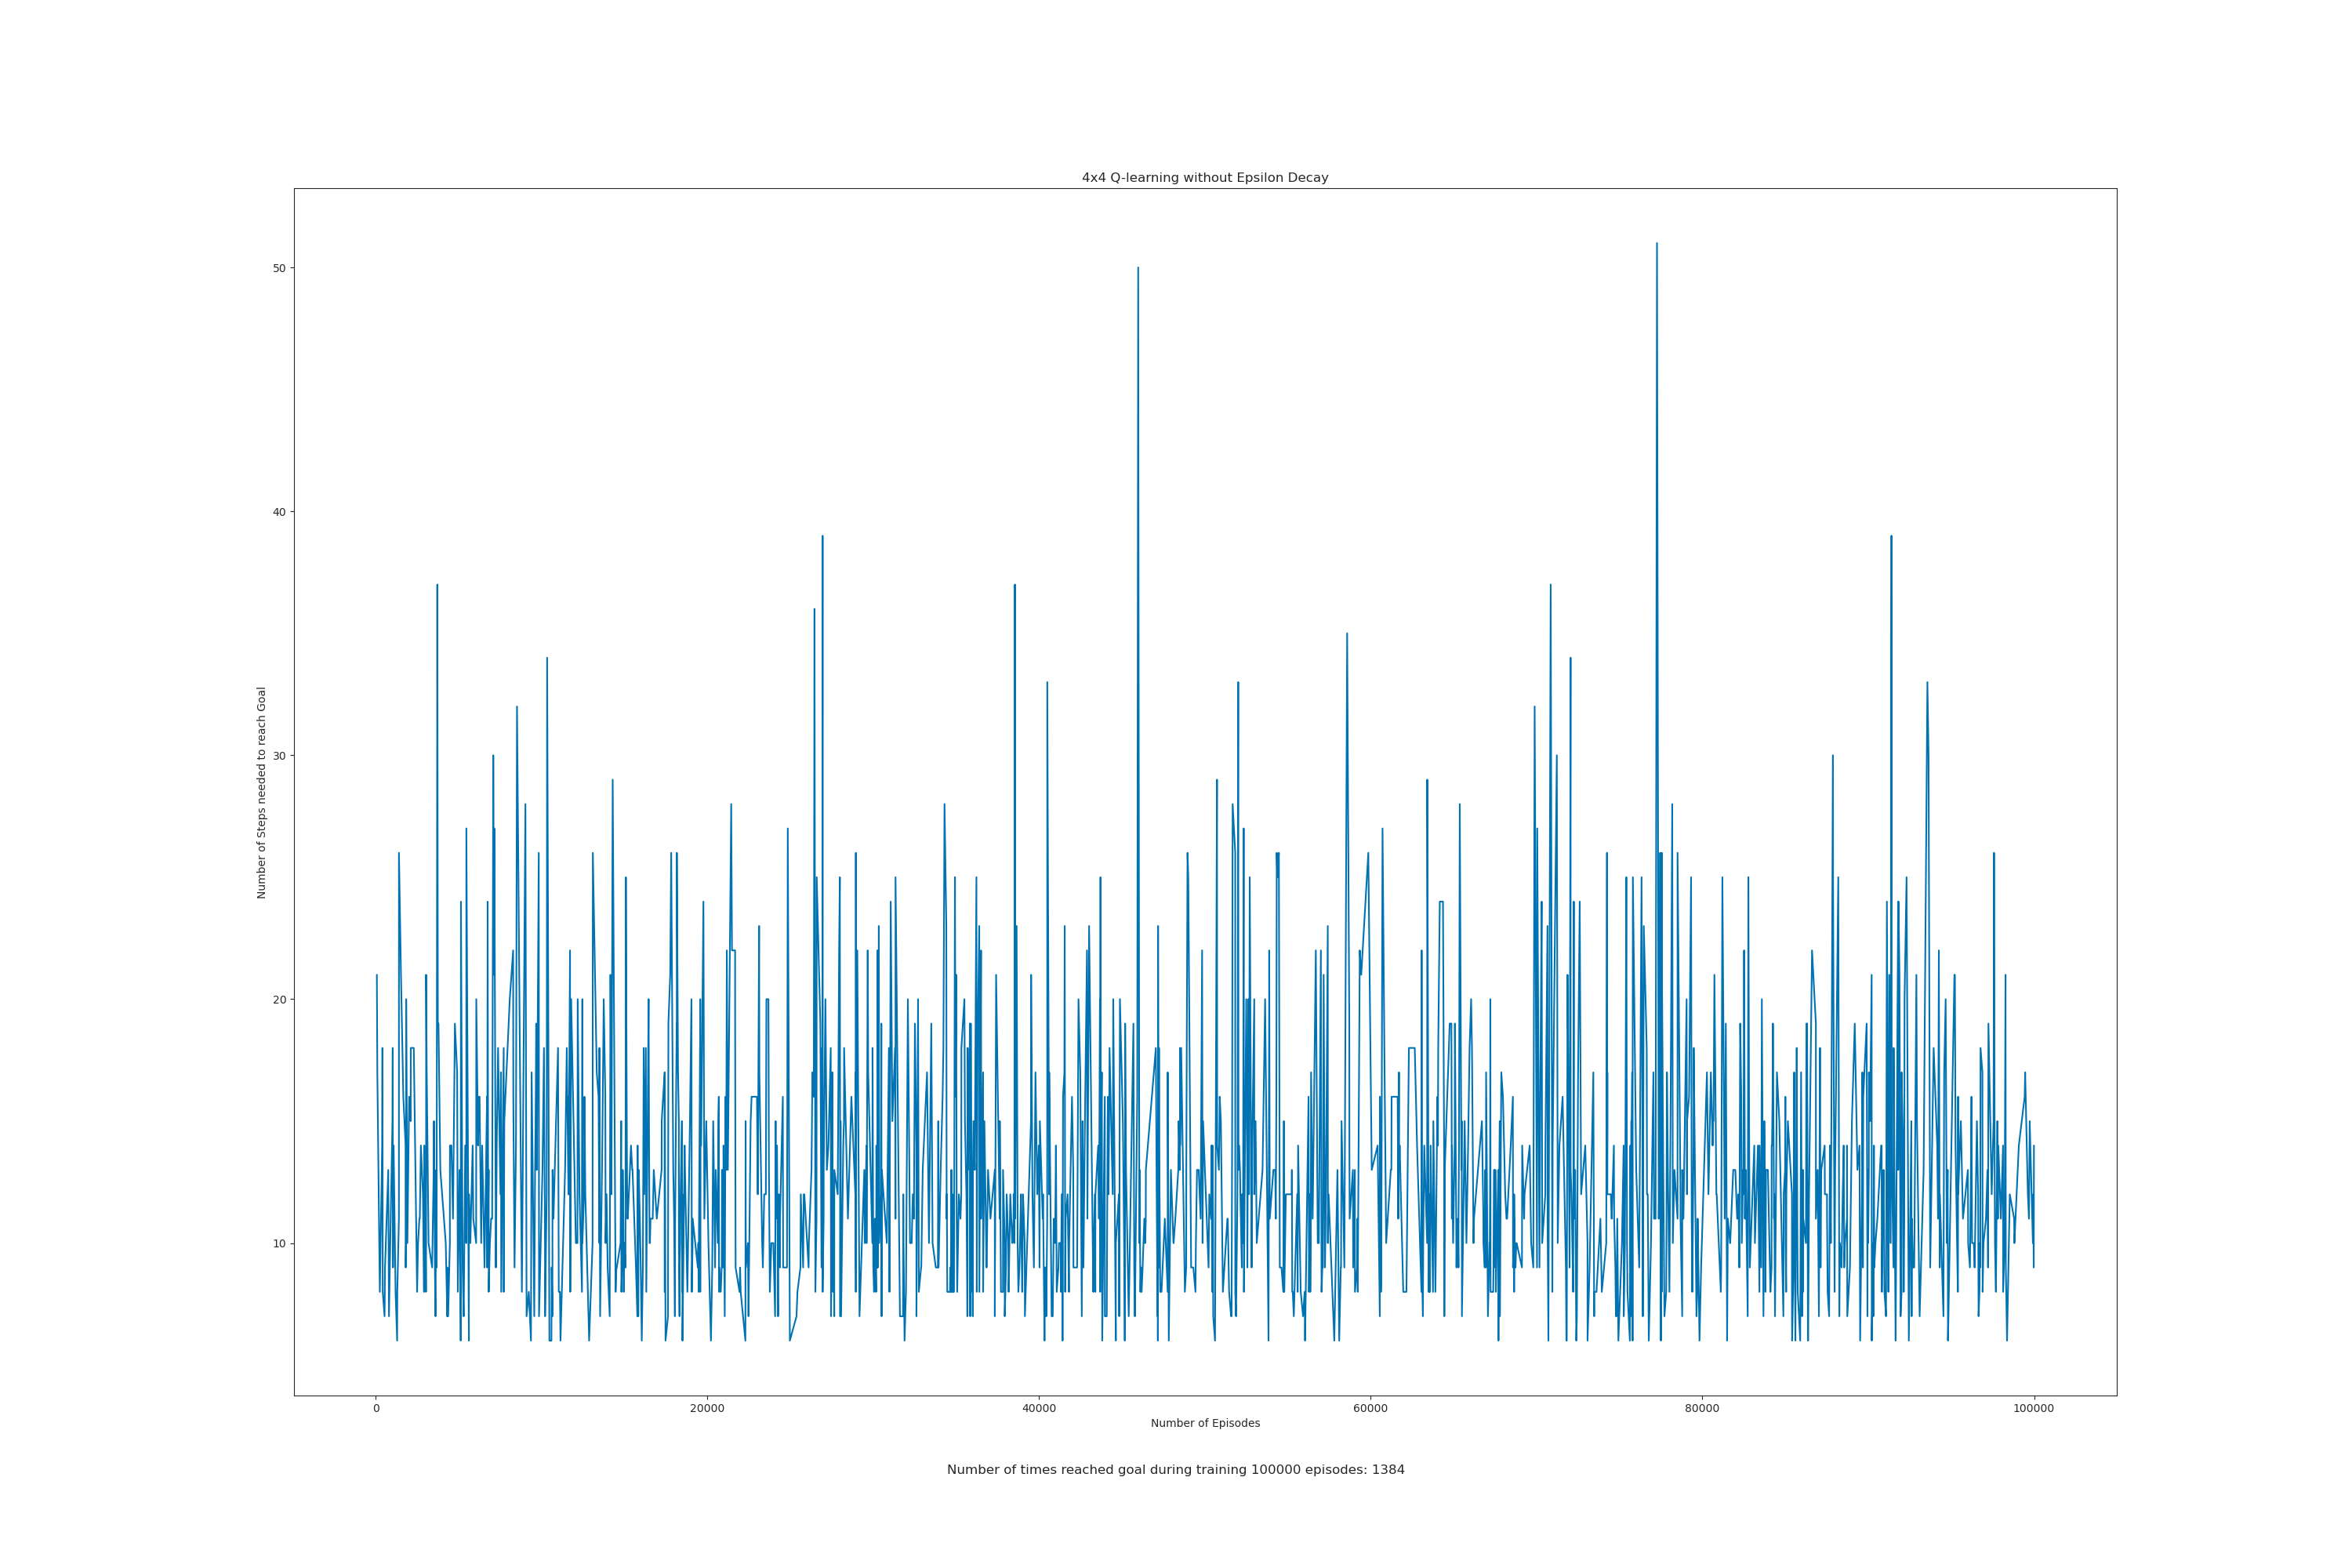 4x4 Q-learning without Epsilon Decay
50
40
30
20
10
Number of Steps needed to reach Goal
0
20000
40000
60000
80000
100000
Number of Episodes
Number of times reached goal during training 100000 episodes: 1384